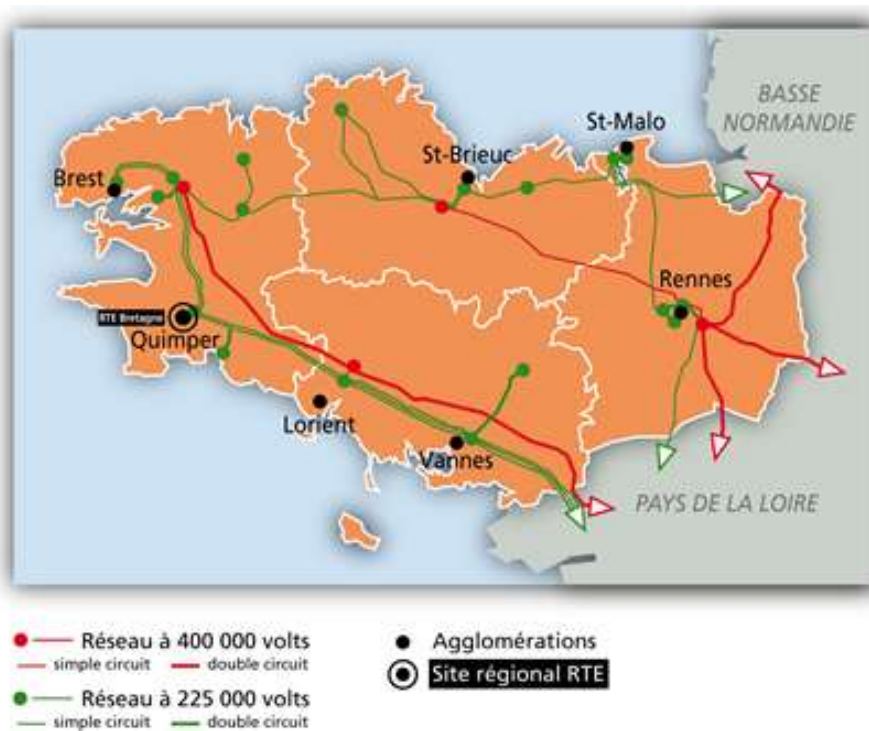 BASSE
NORMANDIE
St-Malo
St-Brieuc
Brest
Rennes
RTE Bretagne
Quimper
Lorient
Vannes
PAYS DE LA LOIRE
Réseau à 400 000 volts
simple circuit double circuit
Réseau à 225 000 volts
simple circuit double circuit
Agglomérations
Site régional RTE